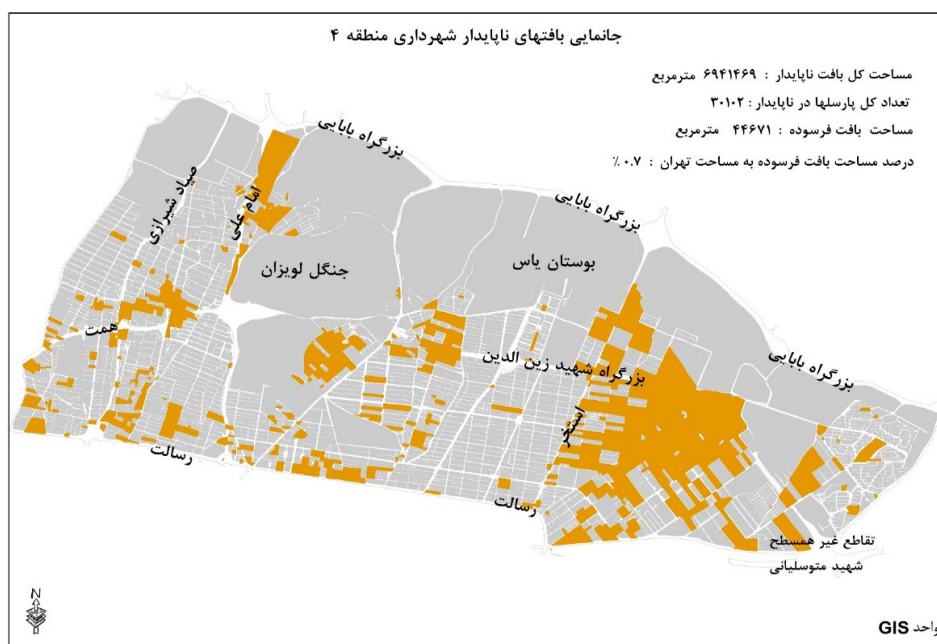 جانمایی بافتهای ناپایدار شهرداری منطقه ۴
مساحت کل بافت ناپایدار : ۶۹۴۱۴۶۹ مترمربع
تعداد کل پارسلها در ناپایدار : ۳۰۱۰۲
مساحت بافت فرسوده : ۴۴۶۷۱ مترمربع
درصد مساحت بافت فرسوده به مساحت تهران : ۰.۷ ٪
بزرگراه بابایی
صیاد شیرازی
امام علی
بزرگراه بابایی
جنگل لویزان
بوستان یاس
همت
بزرگراه شهید زین الدین
بزرگراه بابایی
استخر
رسالت
رسالت
تقاطع غیر همسطح
شهید متوسلیانی
N
واحد GIS